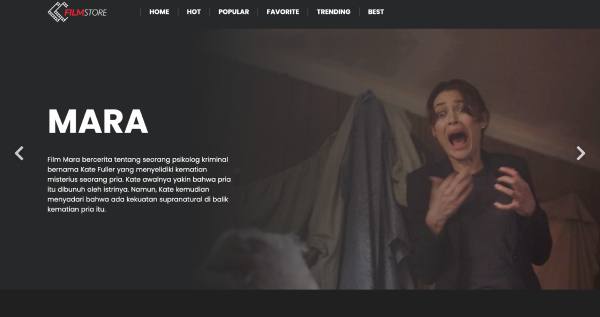 FILMSTORE
HOME
HOT
POPULAR
FAVORITE
TRENDING
BEST
MARA
Film Mara bercerita tentang seorang psikolog kriminal
bernama Kate Fuller yang menyelidiki kematian
misterius seorang pria. Kate awalnya yakin bahwa pria
itu dibunuh oleh istrinya. Namun, Kate kemudian
menyadari bahwa ada kekuatan supranatural di balik
kematian pria itu.